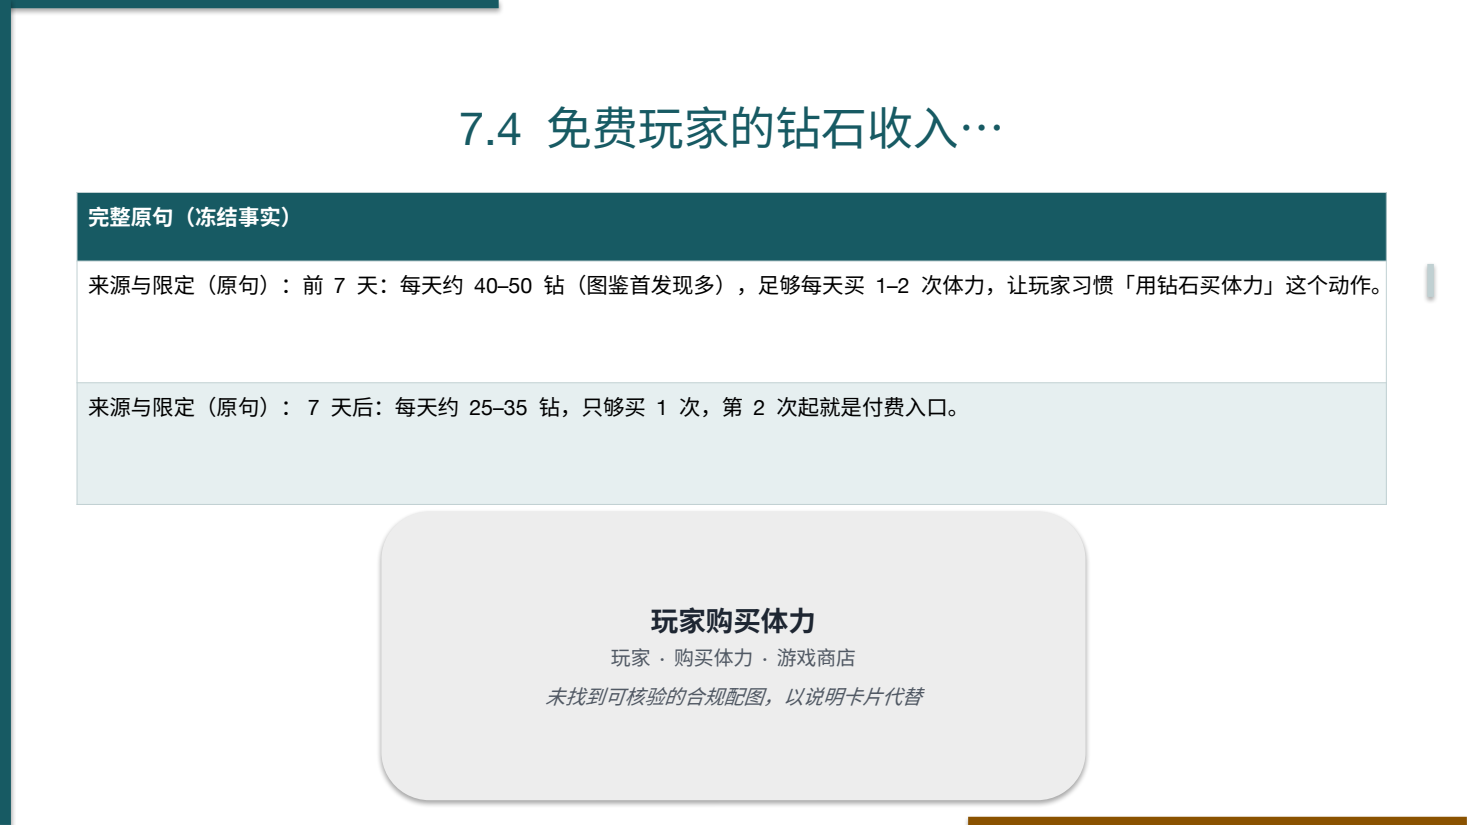 7.4 免费玩家的钻石收入…
完整原句（冻结事实）
来源与限定（原句）：前 7 天：每天约 40–50 钻（图鉴首发现多），足够每天买 1–2 次体力，让玩家习惯「用钻石买体力」这个动作。
来源与限定（原句）： 7 天后：每天约 25–35 钻，只够买 1 次，第 2 次起就是付费入口。
玩家购买体力
玩家 · 购买体力 · 游戏商店
未找到可核验的合规配图，以说明卡片代替